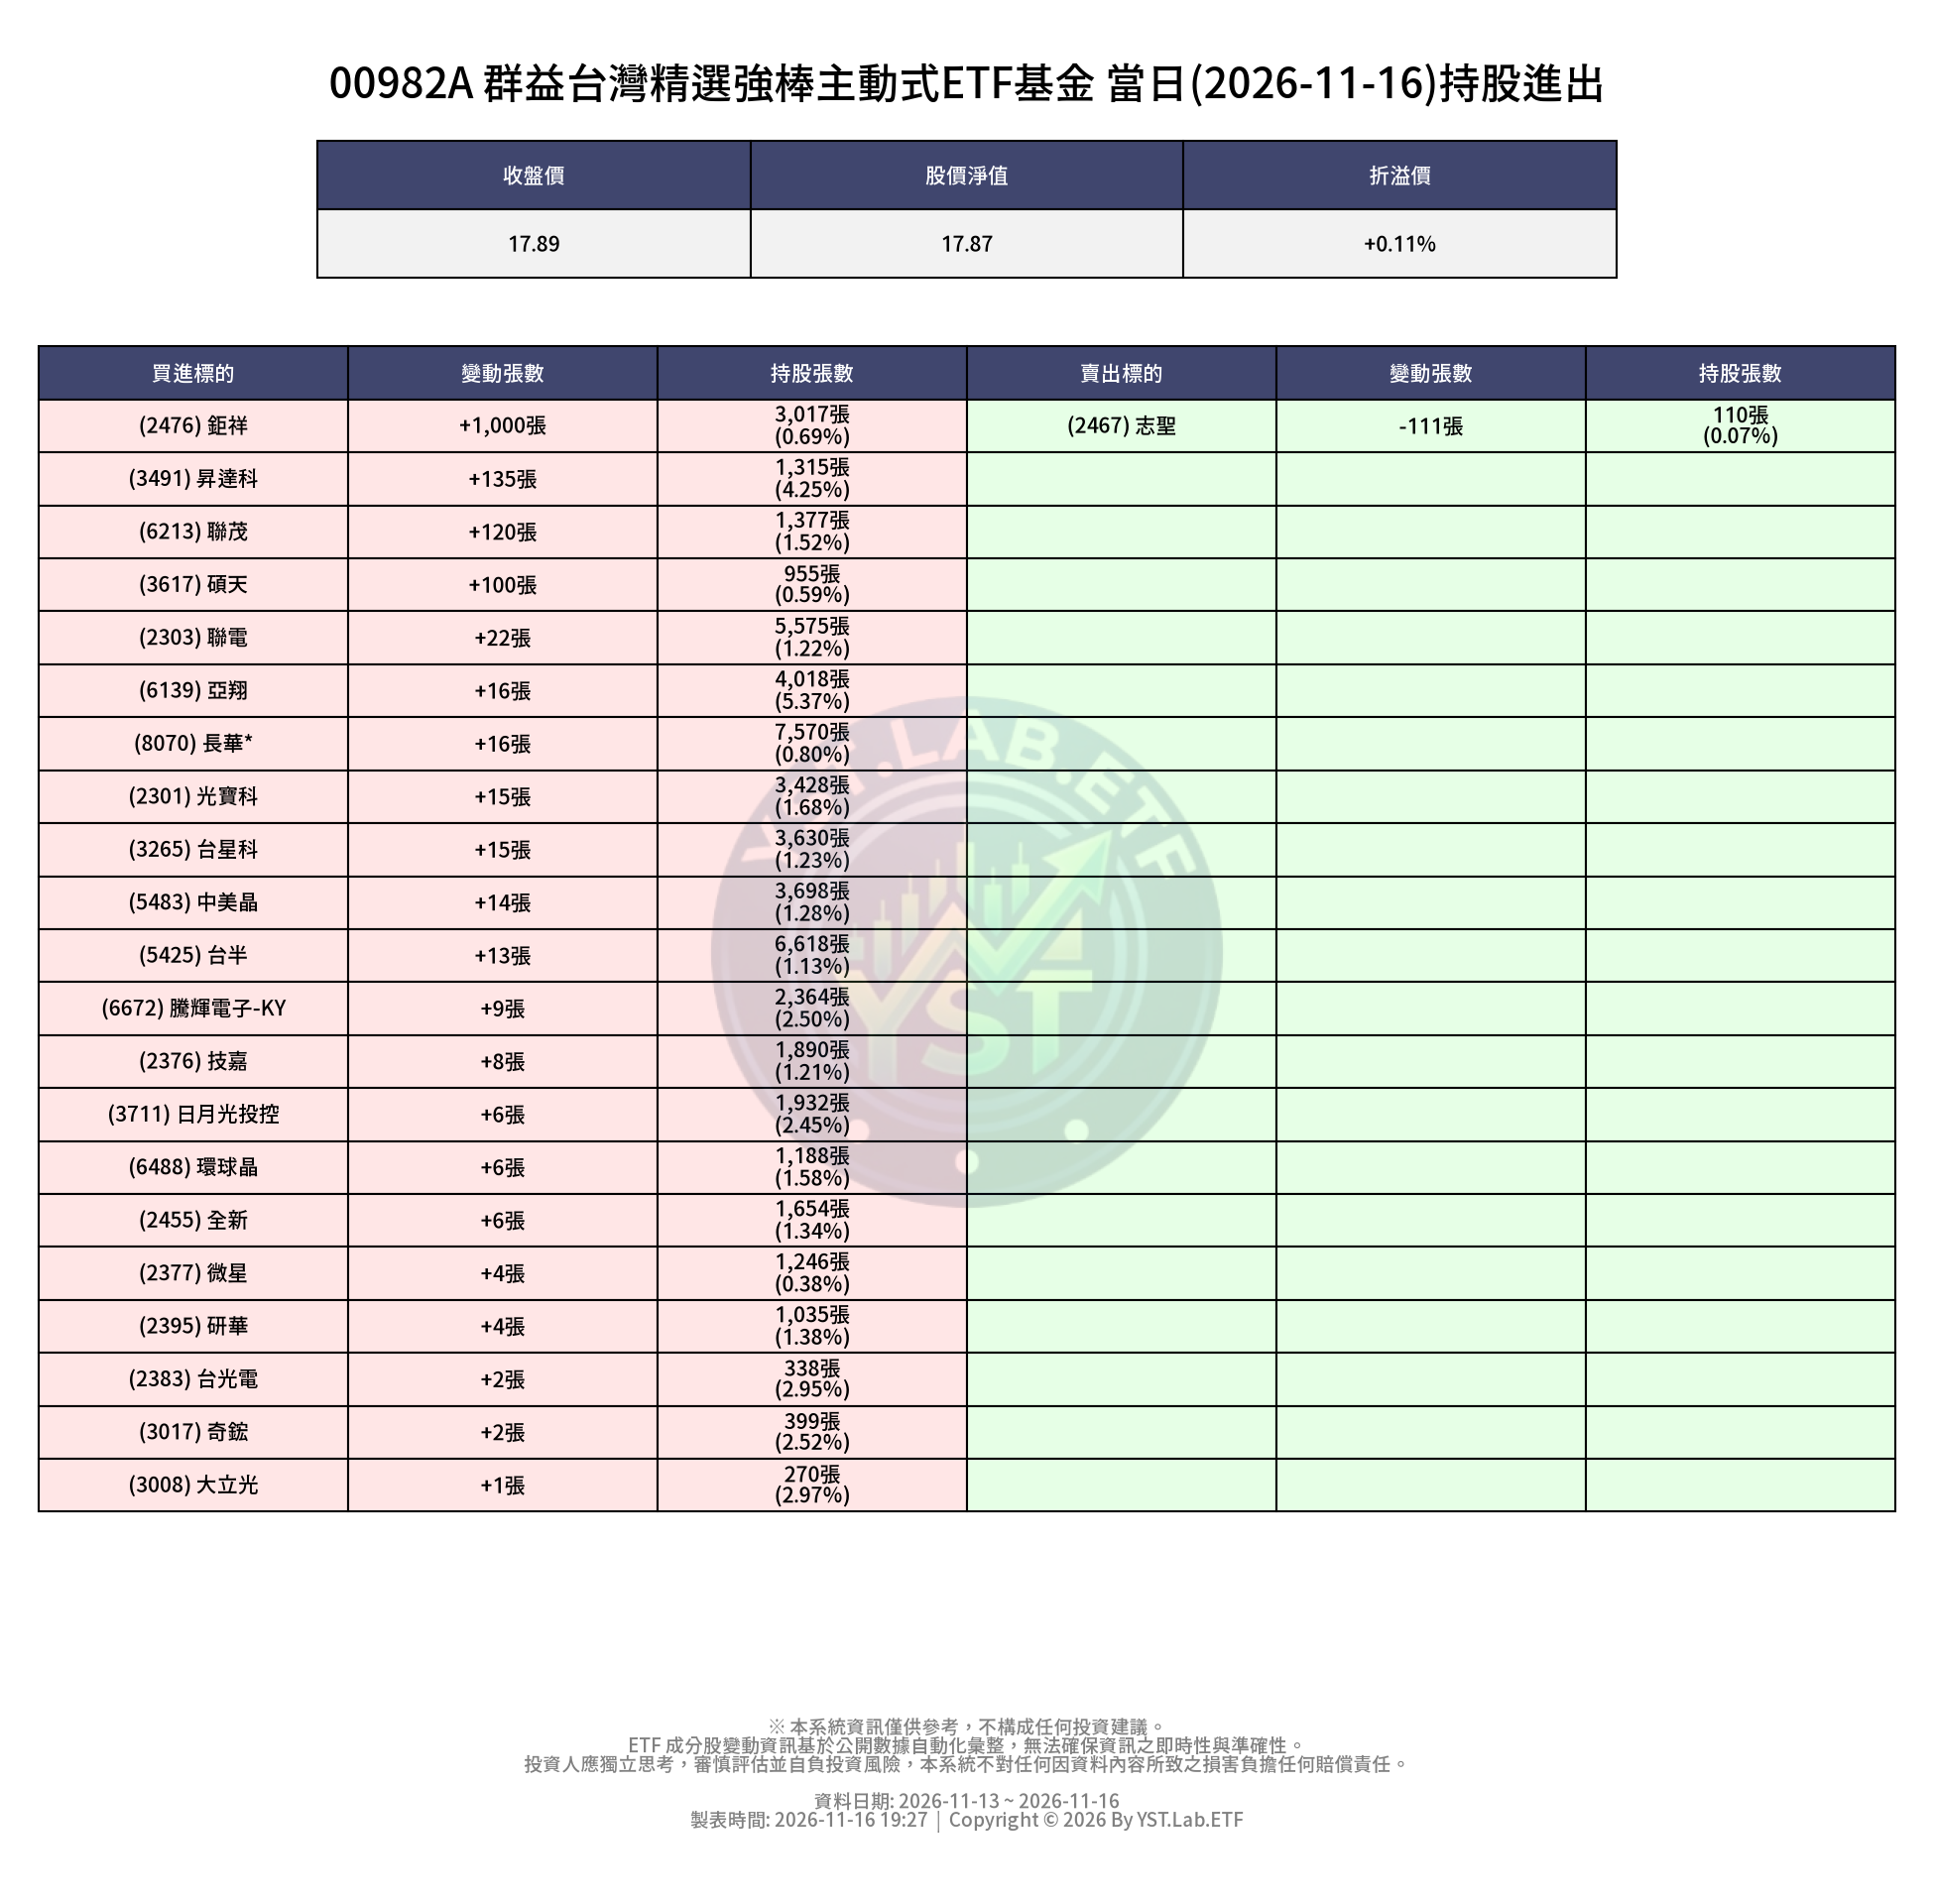 00982A 群益台灣精選強棒主動式ETF基金 當日(2026-11-16)持股進出
收盤價 股價淨值 折溢價
17.89 17.87 +0.11%
買進標的 變動張數 持股張數 賣出標的 變動張數 持股張數
(2476) 鉅祥 +1,000張 3,017張 (0.69%) (2467) 志聖 -111張 110張 (0.07%)
(3491) 昇達科 +135張 1,315張 (4.25%)
(6213) 聯茂 +120張 1,377張 (1.52%)
(3617) 碩天 +100張 955張 (0.59%)
(2303) 聯電 +22張 5,575張 (1.22%)
(6139) 亞翔 +16張 4,018張 (5.37%)
(8070) 長華* +16張 7,570張 (0.80%)
(2301) 光寶科 +15張 3,428張 (1.68%)
(3265) 台星科 +15張 3,630張 (1.23%)
(5483) 中美晶 +14張 3,698張 (1.28%)
(5425) 台半 +13張 6,618張 (1.13%)
(6672) 騰輝電子-KY +9張 2,364張 (2.50%)
(2376) 技嘉 +8張 1,890張 (1.21%)
(3711) 日月光投控 +6張 1,932張 (2.45%)
(6488) 環球晶 +6張 1,188張 (1.58%)
(2455) 全新 +6張 1,654張 (1.34%)
(2377) 微星 +4張 1,246張 (0.38%)
(2395) 研華 +4張 1,035張 (1.38%)
(2383) 台光電 +2張 338張 (2.95%)
(3017) 奇鋐 +2張 399張 (2.52%)
(3008) 大立光 +1張 270張 (2.97%)
YST.LAB.ETF
YST
※ 本系統資訊僅供參考，不構成任何投資建議。
ETF 成分股變動資訊基於公開數據自動化彙整，無法確保資訊之即時性與準確性。
投資人應獨立思考，審慎評估並自負投資風險，本系統不對任何因資料內容所致之損害負擔任何賠償責任。
資料日期: 2026-11-13 ~ 2026-11-16
製表時間: 2026-11-16 19:27 | Copyright © 2026 By YST.Lab.ETF